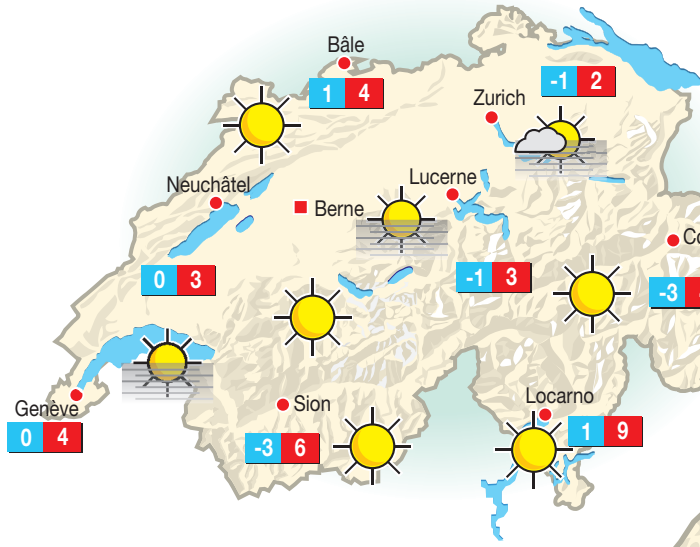 Bâle
1 4
-1 2
Zurich
Neuchâtel
Lucerne
Berne
0 3
-1 3
-3
Genève
0 4
Sion
-3 6
Locarno
1 9